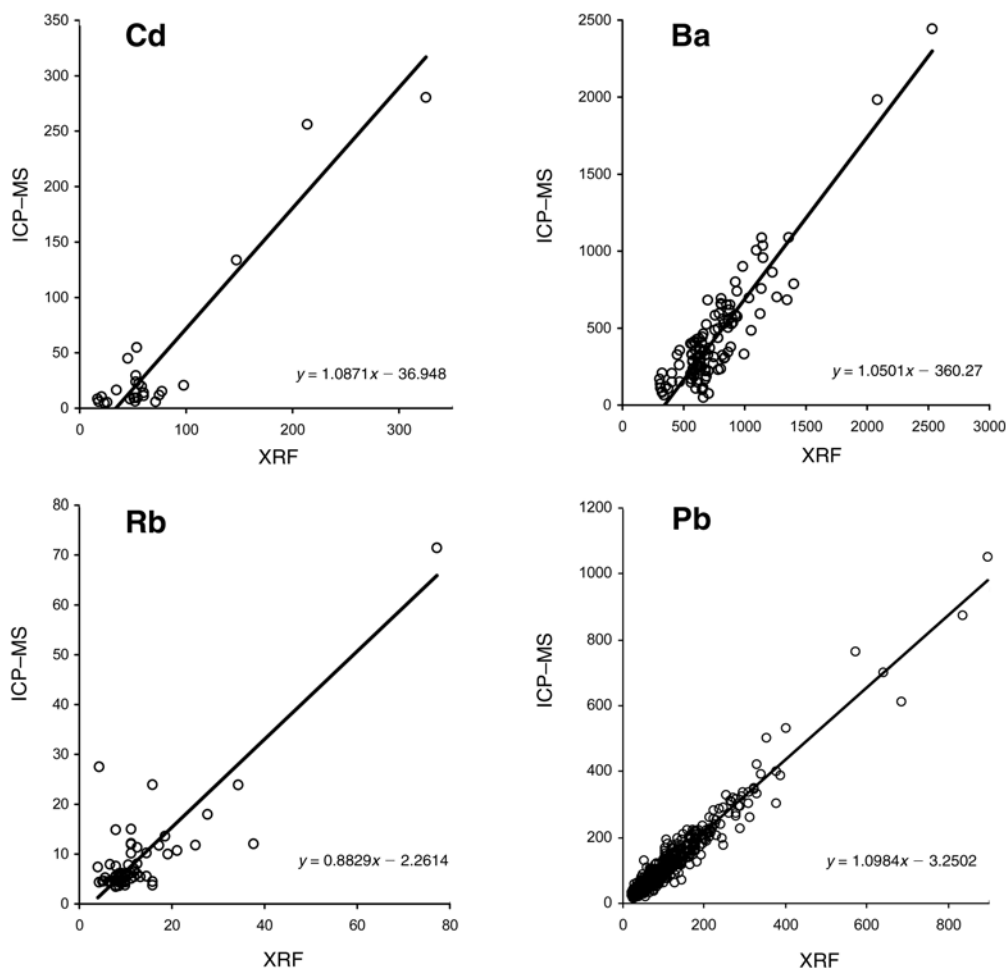 Cd
350
300
250
200
150
100
50
0
ICP–MS
y = 1.0871x − 36.948
0 100 200 300
XRF
Ba
2500
2000
1500
1000
500
0
ICP–MS
y = 1.0501x − 360.27
0 500 1000 1500 2000 2500 3000
XRF
Rb
80
70
60
50
40
30
20
10
0
ICP–MS
y = 0.8829x − 2.2614
0 20 40 60 80
XRF
Pb
1200
1000
800
600
400
200
0
ICP–MS
y = 1.0984x − 3.2502
0 200 400 600 800
XRF